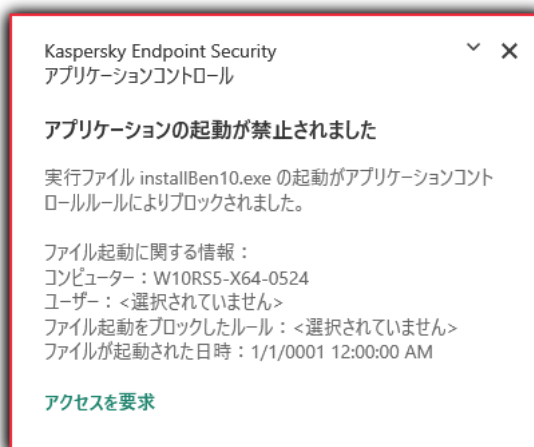 Kaspersky Endpoint Security
アプリケーションコントロール
アプリケーションの起動が禁止されました
実行ファイル installBen10.exe の起動がアプリケーションコント
ロールルールによりブロックされました。
ファイル起動に関する情報：
コンピューター：W10RS5-X64-0524
ユーザー：<選択されていません>
ファイル起動をブロックしたルール：<選択されていません>
ファイルが起動された日時：1/1/0001 12:00:00 AM
アクセスを要求